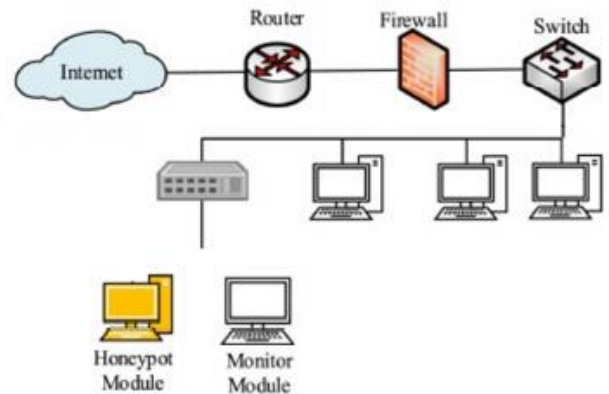 Router
Firewall
Switch
Internet
Honeypot
Module
Monitor
Module